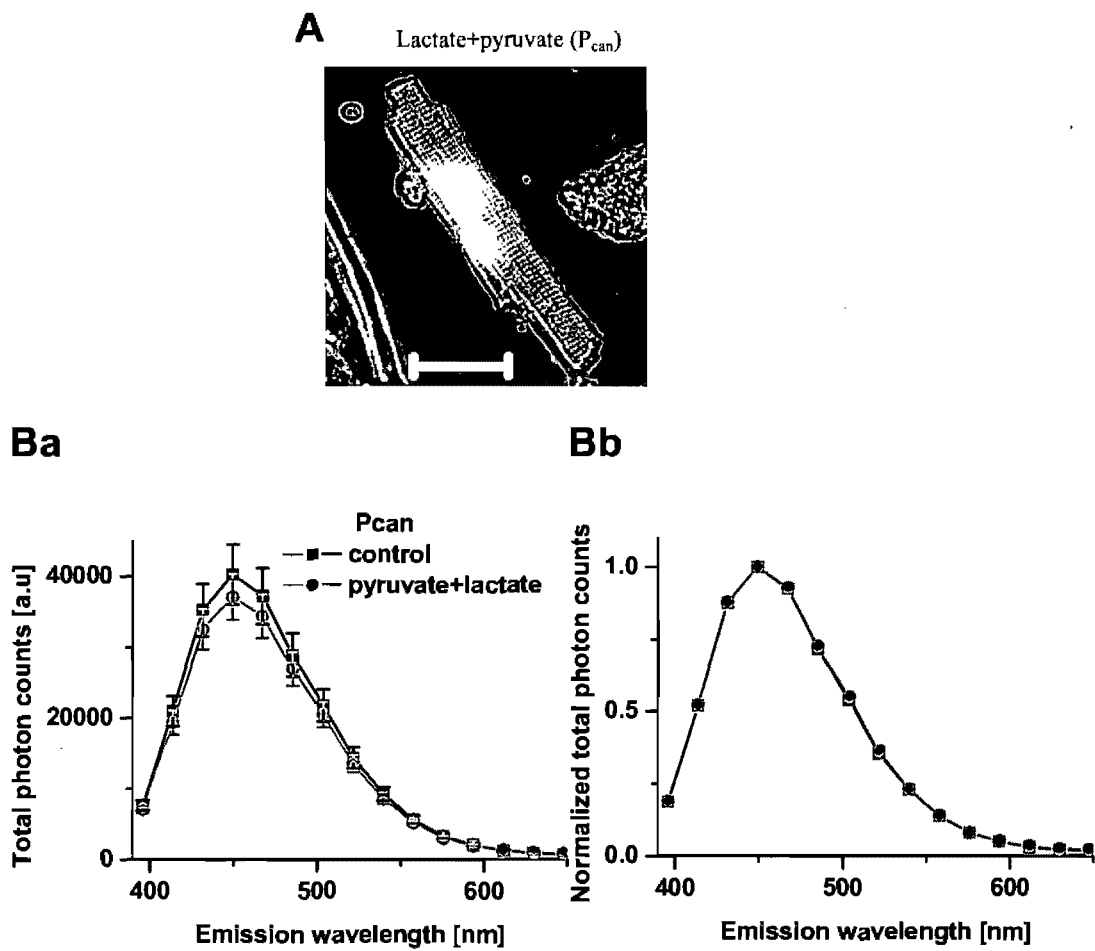 A
Lactate+pyruvate (Pcan)
Ba
Bb
Pcan
control
pyruvate+lactate
Total photon counts [a.u]
40000
20000
0
400
500
600
Emission wavelength [nm]
Normalized total photon counts
1.0
0.5
0.0
400
500
600
Emission wavelength [nm]